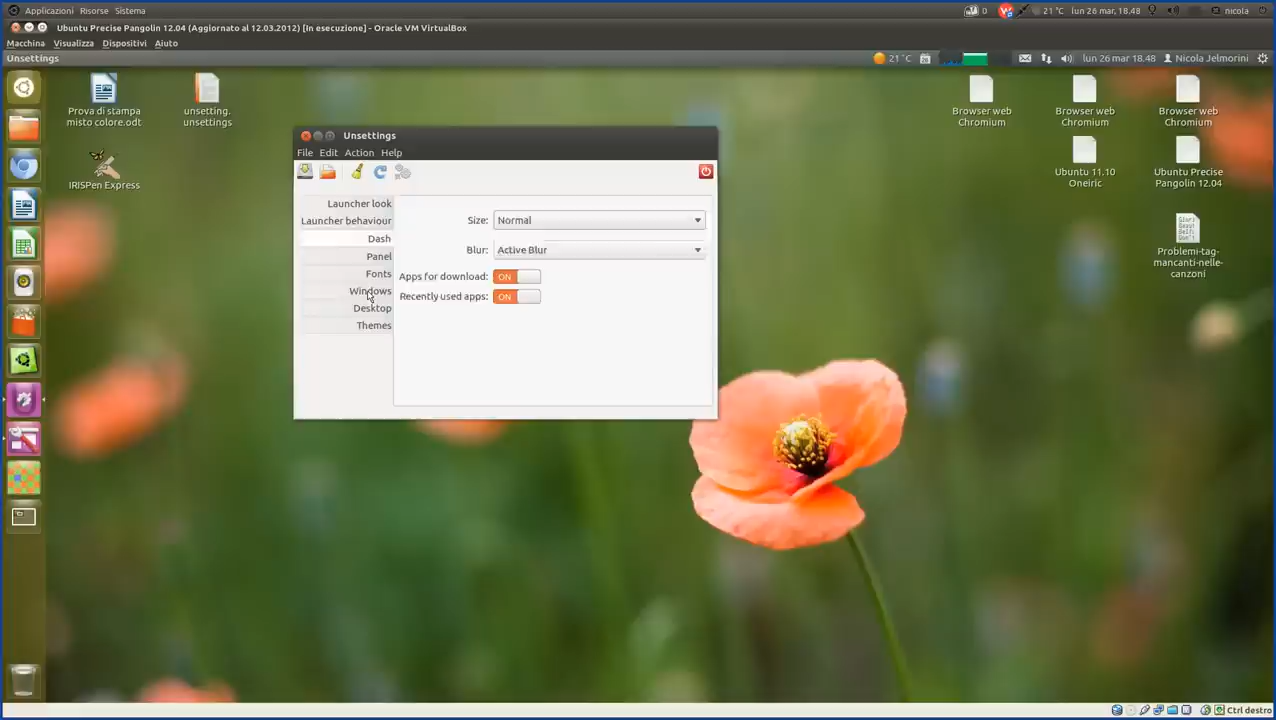 Applicazioni Risorse Sistema
0 21 °C lun 26 mar, 18.48 nicola
Ubuntu Precise Pangolin 12.04 (Aggiornato al 12.03.2012) [In esecuzione] - Oracle VM VirtualBox
Macchina Visualizza Dispositivi Aiuto
Unsettings
21 °C lun 26 mar 18.48 Nicola Jelmorini
Prova di stampa
misto colore.odt
unsetting.
unsettings
IRISPen Express
Browser web
Chromium
Browser web
Chromium
Browser web
Chromium
Ubuntu 11.10
Oneiric
Ubuntu Precise
Pangolin 12.04
Problemi-tag-
mancanti-nelle-
canzoni
Unsettings
File Edit Action Help
Launcher look
Launcher behaviour
Dash
Panel
Fonts
Windows
Desktop
Themes
Size: Normal
Blur: Active Blur
Apps for download: ON
Recently used apps: ON
Ctrl destro